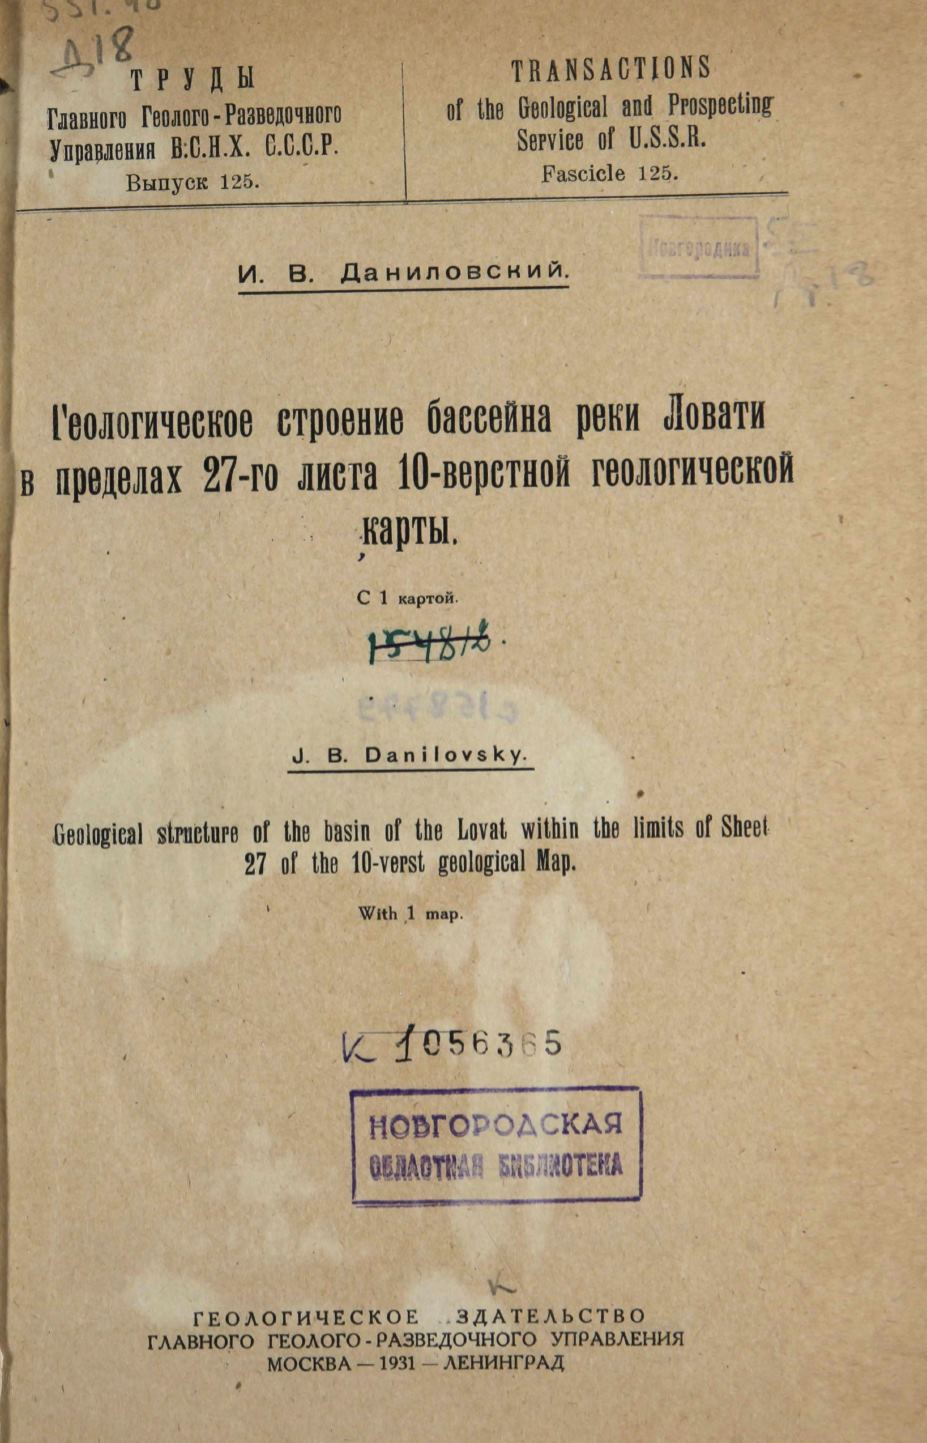 551.48
Д18
ТРУДЫ
Главного Геолого-Разведочного
Управления В.С.Н.Х. С.С.С.Р.
Выпуск 125.
TRANSACTIONS
of the Geological and Prospecting
Service of U.S.S.R.
Fascicle 125.
Новгородика
И. В. Даниловский.
Геологическое строение бассейна реки Ловати
в пределах 27-го листа 10-верстной геологической
карты.
С 1 картой.
J. B. Danilovsky.
Geological structure of the basin of the Lovat within the limits of Sheet
27 of the 10-verst geological Map.
With 1 map.
К 1056365
НОВГОРОДСКАЯ
ОБЛАСТНАЯ БИБЛИОТЕКА
ГЕОЛОГИЧЕСКОЕ ЗДАТЕЛЬСТВО
ГЛАВНОГО ГЕОЛОГО-РАЗВЕДОЧНОГО УПРАВЛЕНИЯ
МОСКВА — 1931 — ЛЕНИНГРАД